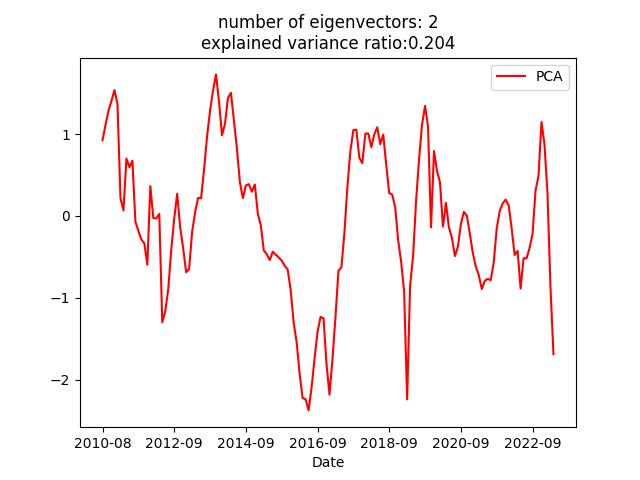 number of eigenvectors: 2
explained variance ratio:0.204
PCA
1
0
−1
−2
2010-08 2012-09 2014-09 2016-09 2018-09 2020-09 2022-09
Date